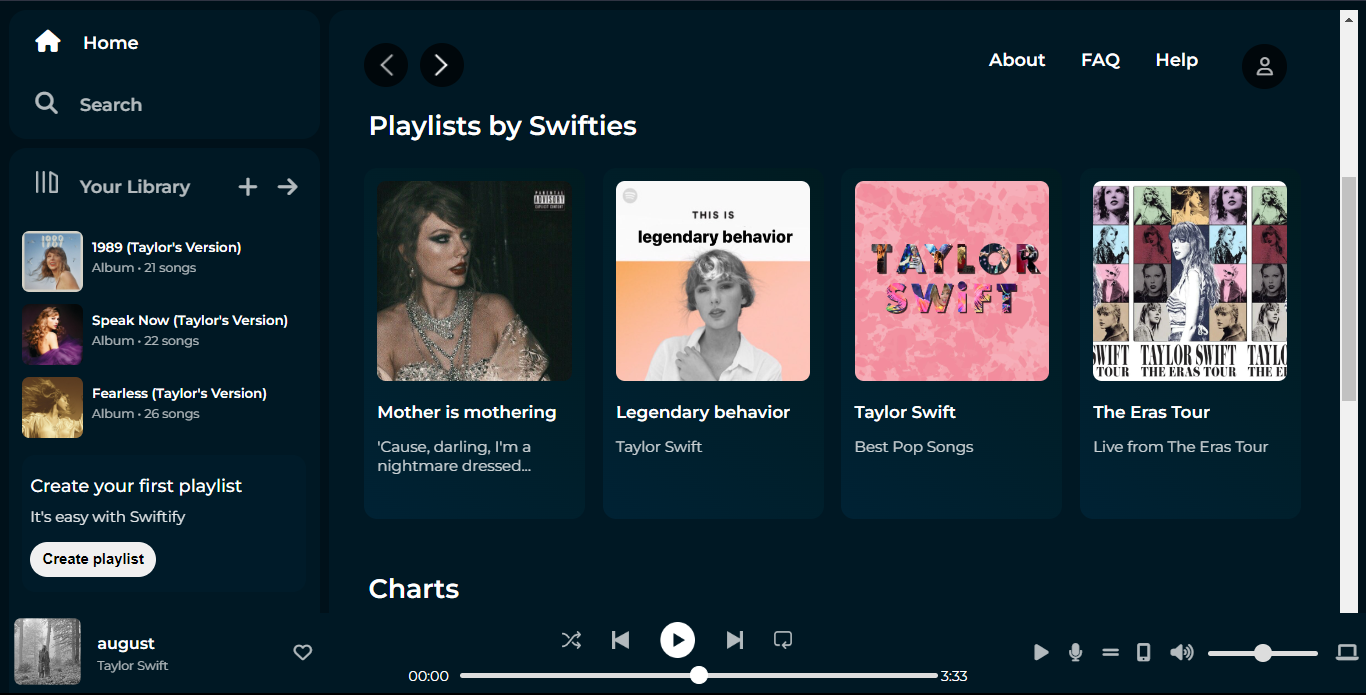 Home
About FAQ Help
Search
Playlists by Swifties
Your Library
1989 (Taylor's Version)
Album • 21 songs
Speak Now (Taylor's Version)
Album • 22 songs
Fearless (Taylor's Version)
Album • 26 songs
Create your first playlist
It's easy with Swiftify
Create playlist
PARENTAL
ADVISORY
EXPLICIT CONTENT
Mother is mothering
'Cause, darling, I'm a
nightmare dressed...
THIS IS
legendary behavior
Legendary behavior
Taylor Swift
TAYLOR
SWiFT
Taylor Swift
Best Pop Songs
TAYLOR SWIFT
THE ERAS TOUR
SWIFT
TOUR
TAYLO
THE E
The Eras Tour
Live from The Eras Tour
Charts
august
Taylor Swift
00:00
3:33